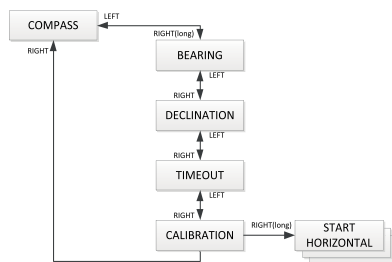 COMPASS
LEFT
RIGHT(long)
RIGHT
BEARING
LEFT
RIGHT
DECLINATION
LEFT
RIGHT
TIMEOUT
LEFT
RIGHT
CALIBRATION
RIGHT(long)
START
HORIZONTAL